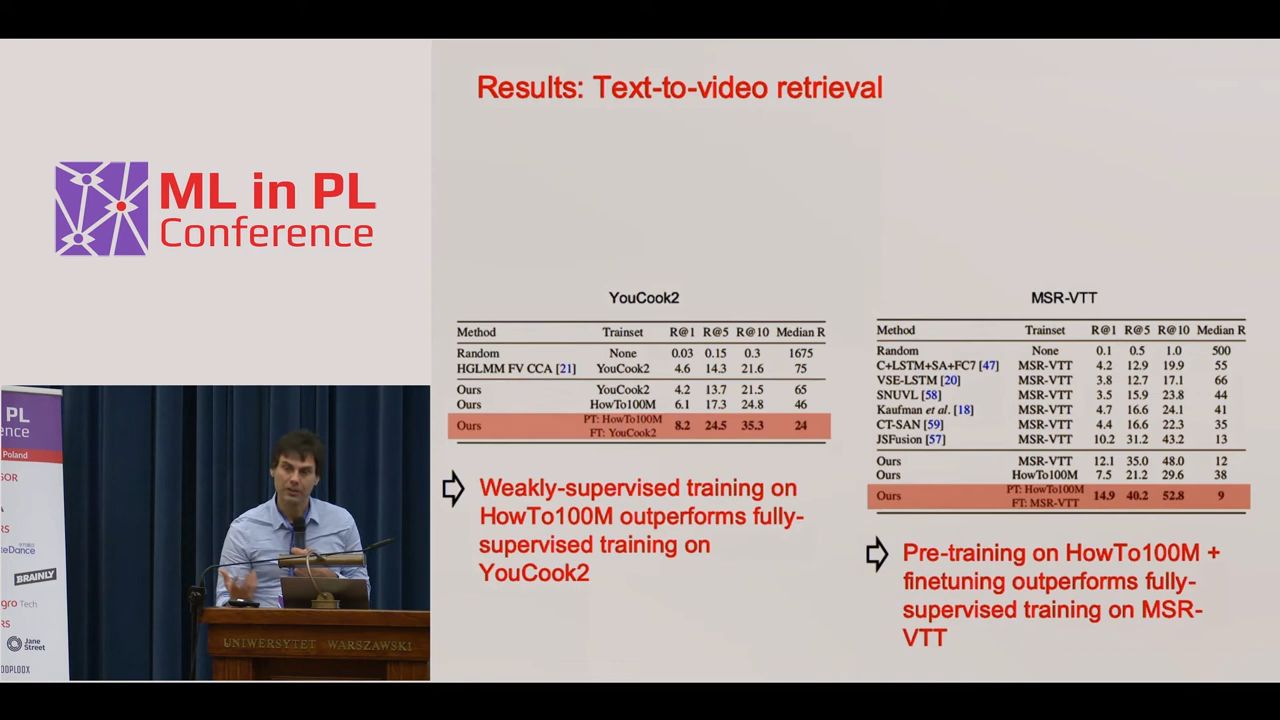 Results: Text-to-video retrieval
ML in PL
Conference
YouCook2
Method Trainset R@1 R@5 R@10 Median R
Random None 0.03 0.15 0.3 1675
HGLMM FV CCA [21] YouCook2 4.6 14.3 21.6 75
Ours YouCook2 4.2 13.7 21.5 65
Ours HowTo100M 6.1 17.3 24.8 46
Ours PT: HowTo100M FT: YouCook2 8.2 24.5 35.3 24
Weakly-supervised training on
HowTo100M outperforms fully-
supervised training on
YouCook2
MSR-VTT
Method Trainset R@1 R@5 R@10 Median R
Random None 0.1 0.5 1.0 500
C+LSTM+SA+FC7 [47] MSR-VTT 4.2 12.9 19.9 55
VSE-LSTM [20] MSR-VTT 3.8 12.7 17.1 66
SNUVL [58] MSR-VTT 3.5 15.9 23.8 44
Kaufman et al. [18] MSR-VTT 4.7 16.6 24.1 41
CT-SAN [59] MSR-VTT 4.4 16.6 22.3 35
JSFusion [57] MSR-VTT 10.2 31.2 43.2 13
Ours MSR-VTT 12.1 35.0 48.0 12
Ours HowTo100M 7.5 21.2 29.6 38
Ours PT: HowTo100M FT: MSR-VTT 14.9 40.2 52.8 9
Pre-training on HowTo100M +
finetuning outperforms fully-
supervised training on MSR-
VTT
PL
Poland
BRAINLY
Tech
Jane
Street
UNIWERSYTET WARSZAWSKI